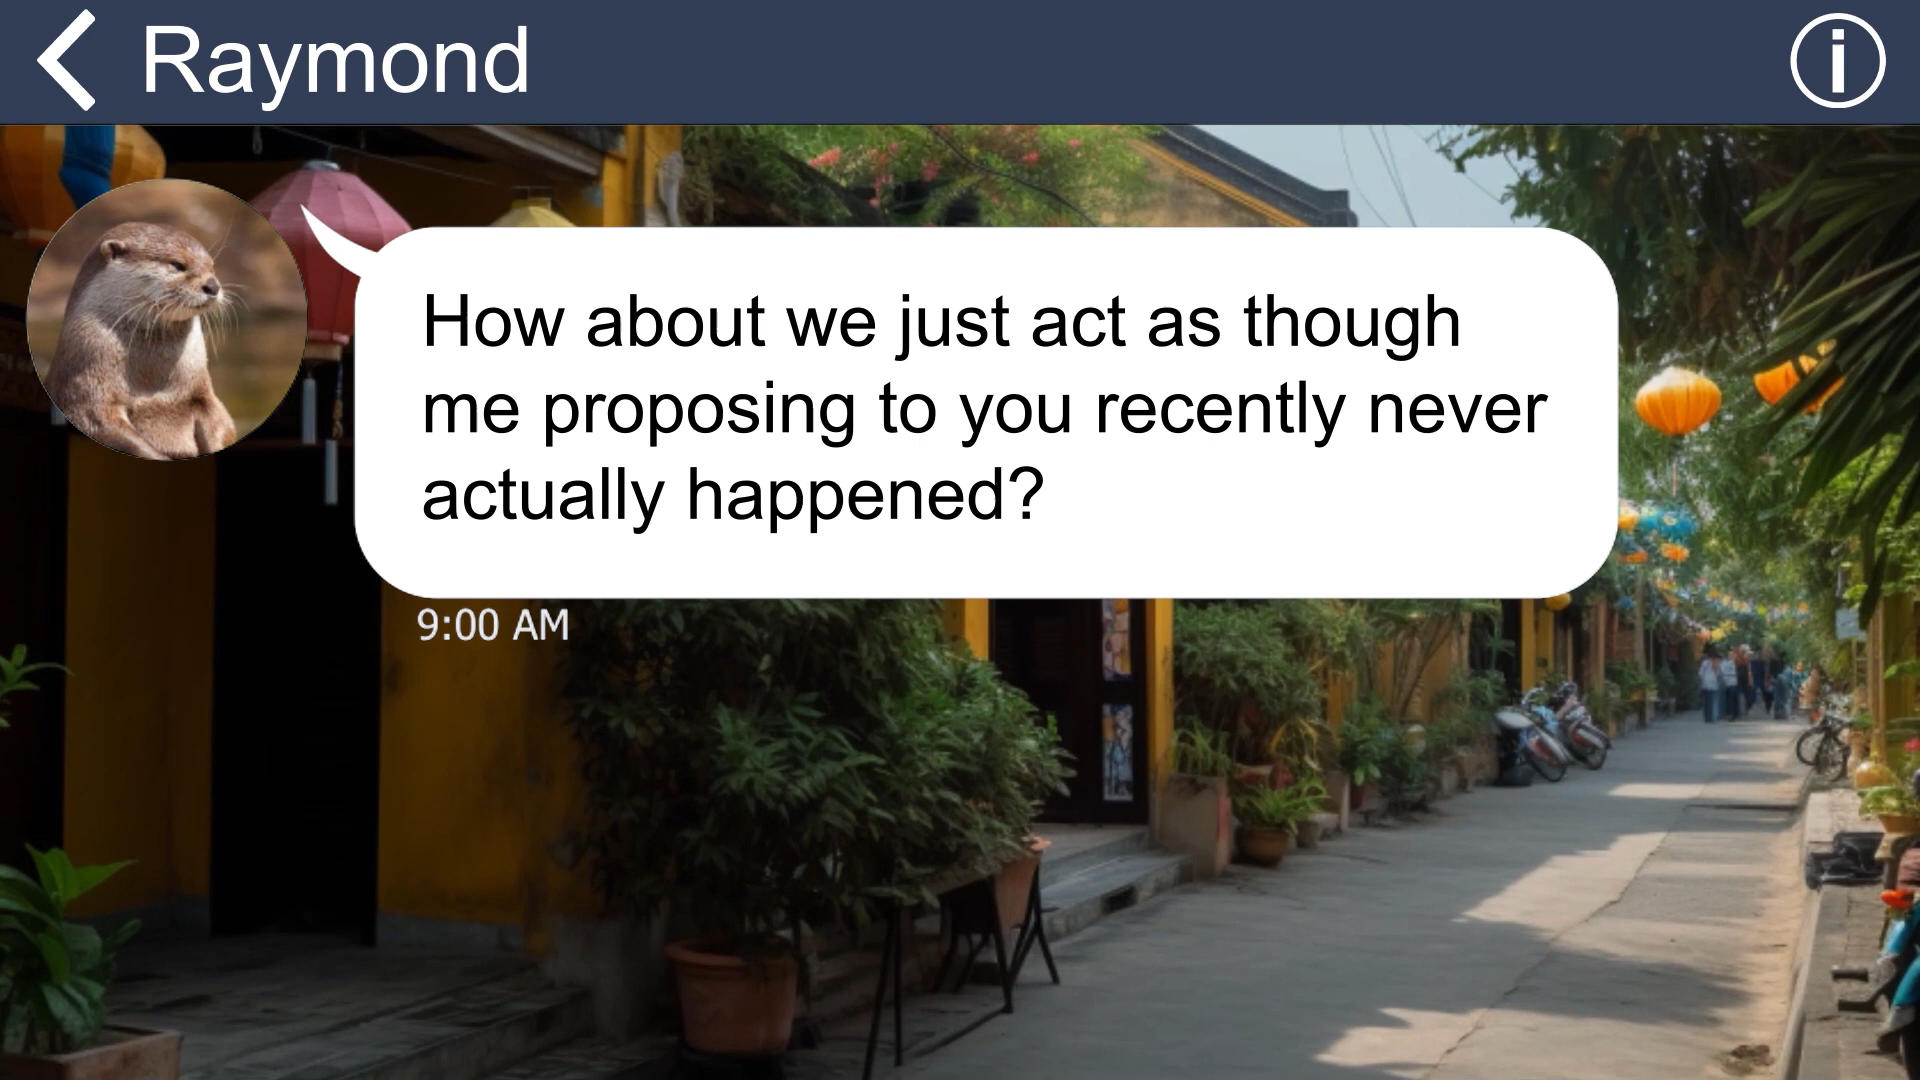 Raymond
How about we just act as though
me proposing to you recently never
actually happened?
9:00 AM